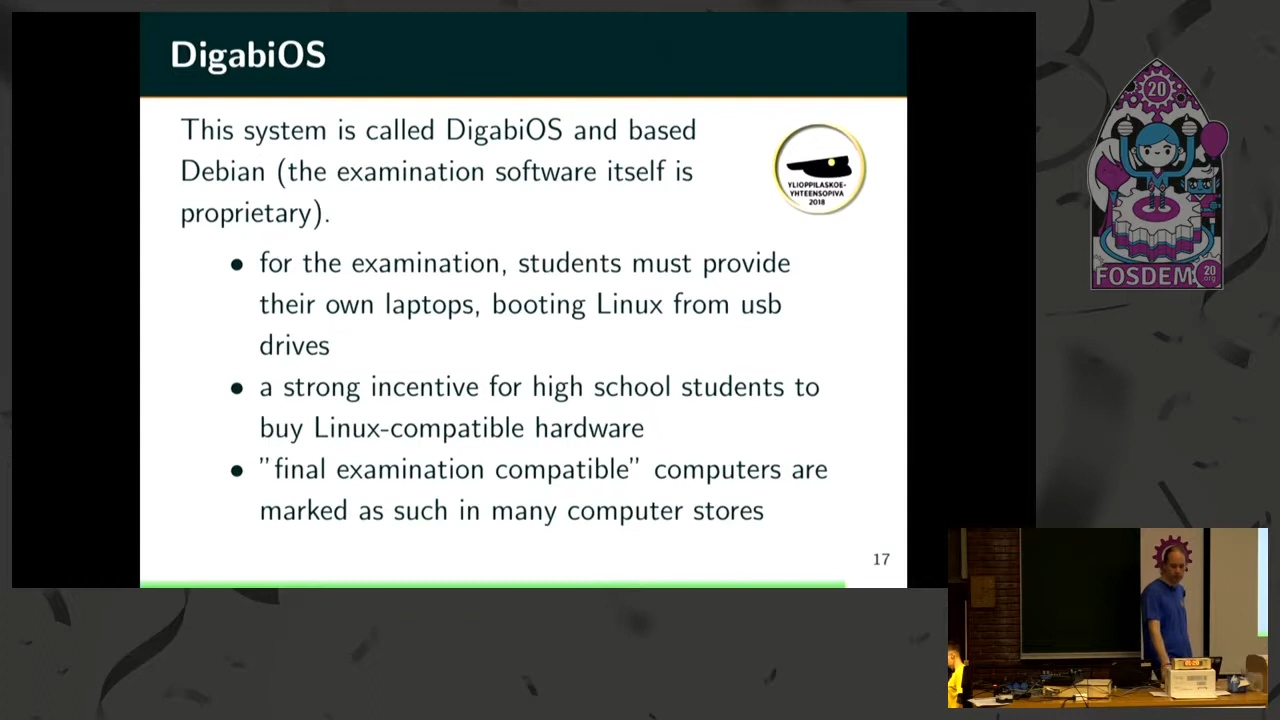 DigabiOS
This system is called DigabiOS and based
Debian (the examination software itself is
proprietary).
YLIOPPILASKOE-
YHTEENSOPIVA
2018
• for the examination, students must provide
their own laptops, booting Linux from usb
drives
• a strong incentive for high school students to
buy Linux-compatible hardware
• ”final examination compatible” computers are
marked as such in many computer stores
17
20
FOSDEM
20
.org